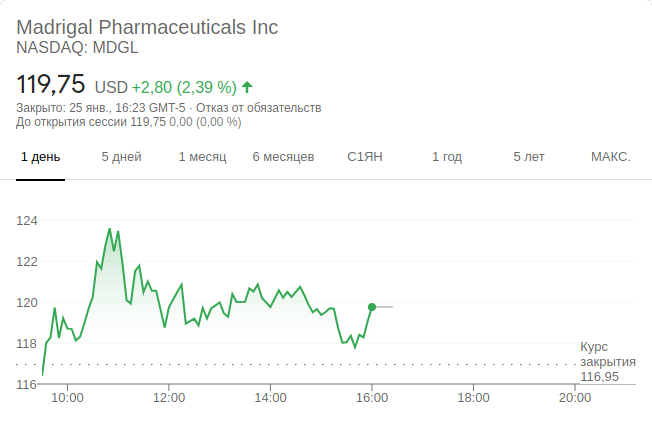 Madrigal Pharmaceuticals Inc
NASDAQ: MDGL
119,75 USD +2,80 (2,39 %)
Закрыто: 25 янв., 16:23 GMT-5 · Отказ от обязательств
До открытия сессии 119,75 0,00 (0,00 %)
1 день 5 дней 1 месяц 6 месяцев С1ЯН 1 год 5 лет МАКС.
124
122
120
118
116
Курс
закрытия
116,95
10:00 12:00 14:00 16:00 18:00 20:00